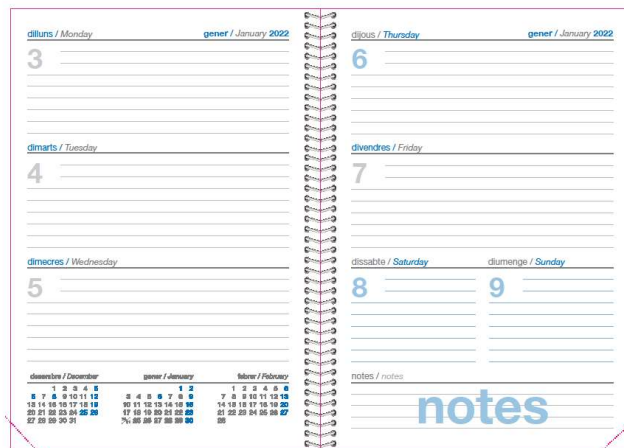 dilluns / Monday
gener / January 2022
3
dimarts / Tuesday
4
dimecres / Wednesday
5
desembre / December
1 2 3 4 5
6 7 8 9 10 11 12
13 14 15 16 17 18 19
20 21 22 23 24 25 26
27 28 29 30 31
gener / January
1 2
3 4 5 6 7 8 9
10 11 12 13 14 15 16
17 18 19 20 21 22 23
25 26 27 28 29 30
febrer / February
1 2 3 4 5 6
7 8 9 10 11 12 13
14 15 16 17 18 19 20
21 22 23 24 25 26 27
28
dijous / Thursday
gener / January 2022
6
divendres / Friday
7
dissabte / Saturday
8
diumenge / Sunday
9
notes / notes
notes